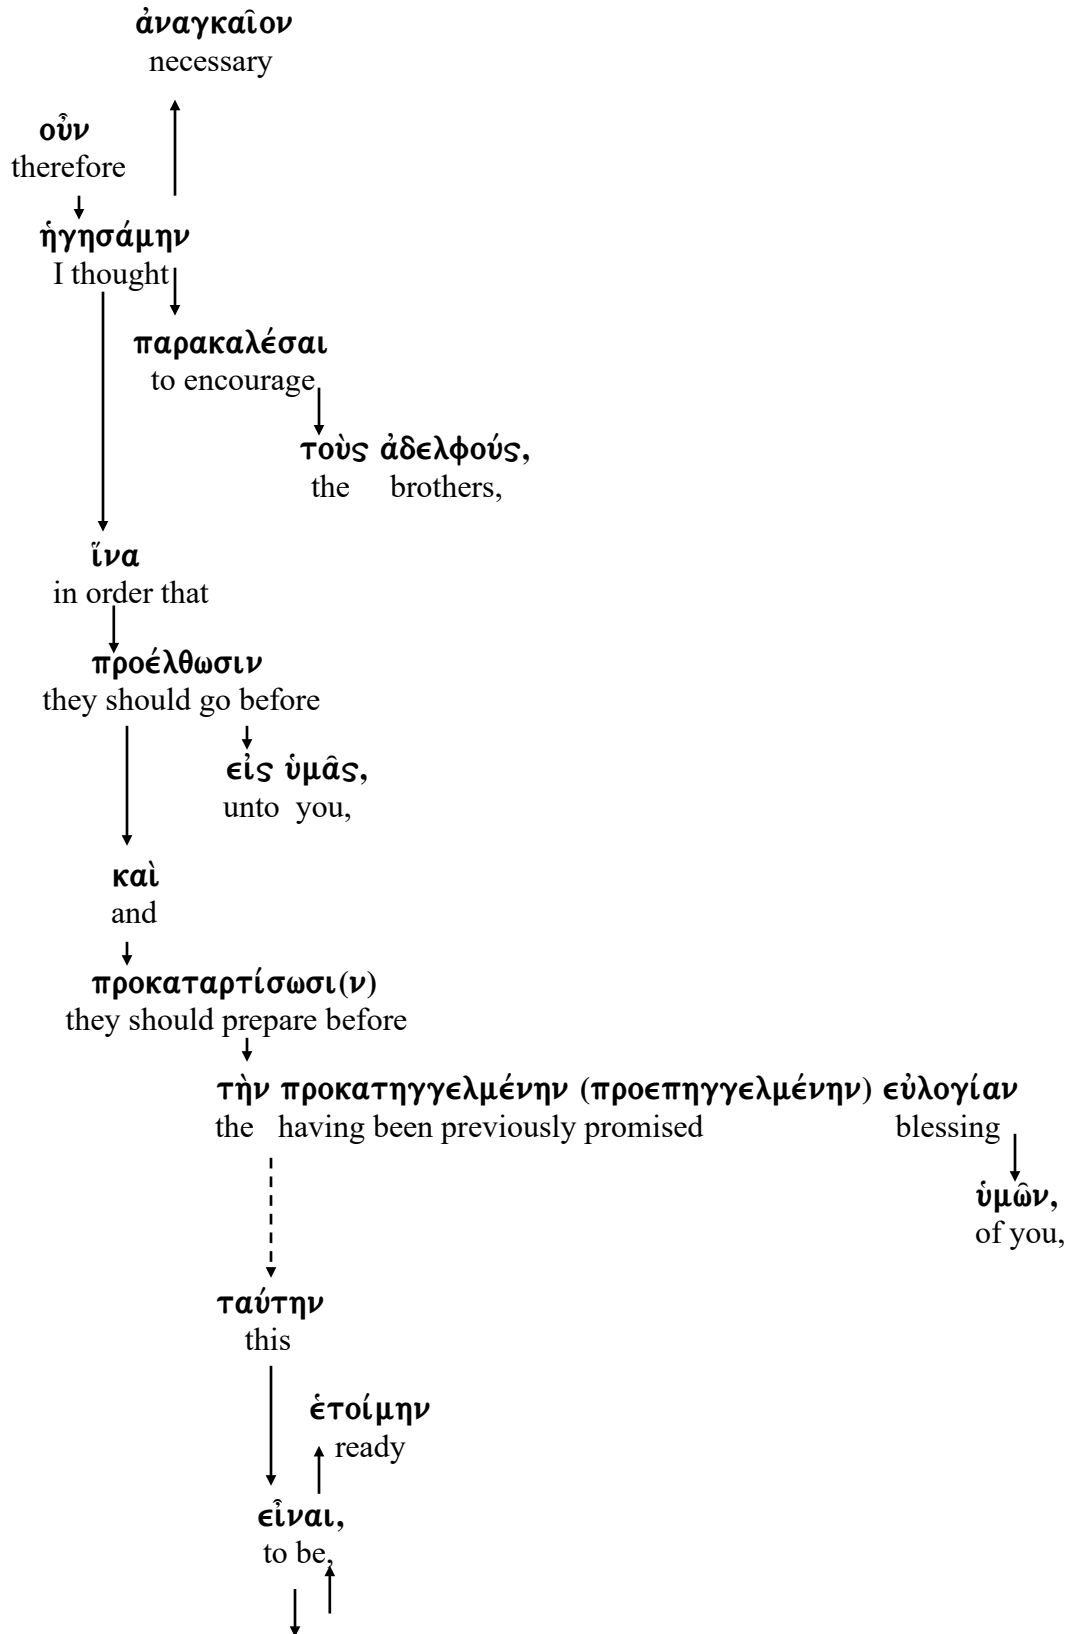 ἀναγκαῖον
necessary
οὖν
therefore
ἡγησάμην
I thought
παρακαλέσαι
to encourage
τοὺς ἀδελφούς,
the brothers,
ἵνα
in order that
προέλθωσιν
they should go before
εἰς ὑμᾶς,
unto you,
καὶ
and
προκαταρτίσωσι(ν)
they should prepare before
τὴν προκατηγγελμένην (προεπηγγελμένην) εὐλογίαν
the having been previously promised blessing
ὑμῶν,
of you,
ταύτην
this
ἑτοίμην
ready
εἶναι,
to be,